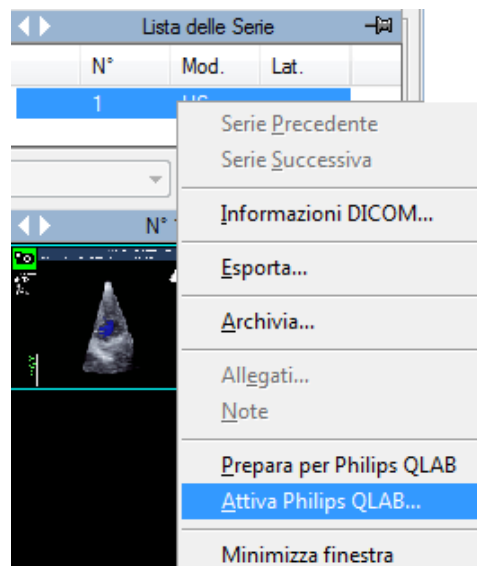 Lista delle Serie
N° Mod. Lat.
1 US
Serie Precedente
Serie Successiva
Informazioni DICOM...
N°
Esporta...
Archivia...
Allegati...
Note
Prepara per Philips QLAB
Attiva Philips QLAB...
Minimizza finestra